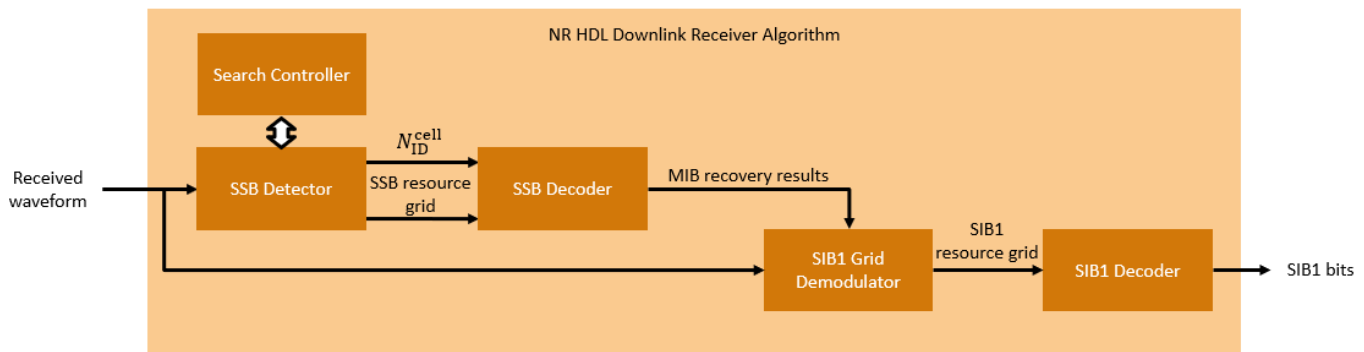 NR HDL Downlink Receiver Algorithm
Search Controller
Received
waveform
SSB Detector
N_ID^cell
SSB resource
grid
SSB Decoder
MIB recovery results
SIB1 Grid
Demodulator
SIB1
resource grid
SIB1 Decoder
SIB1 bits